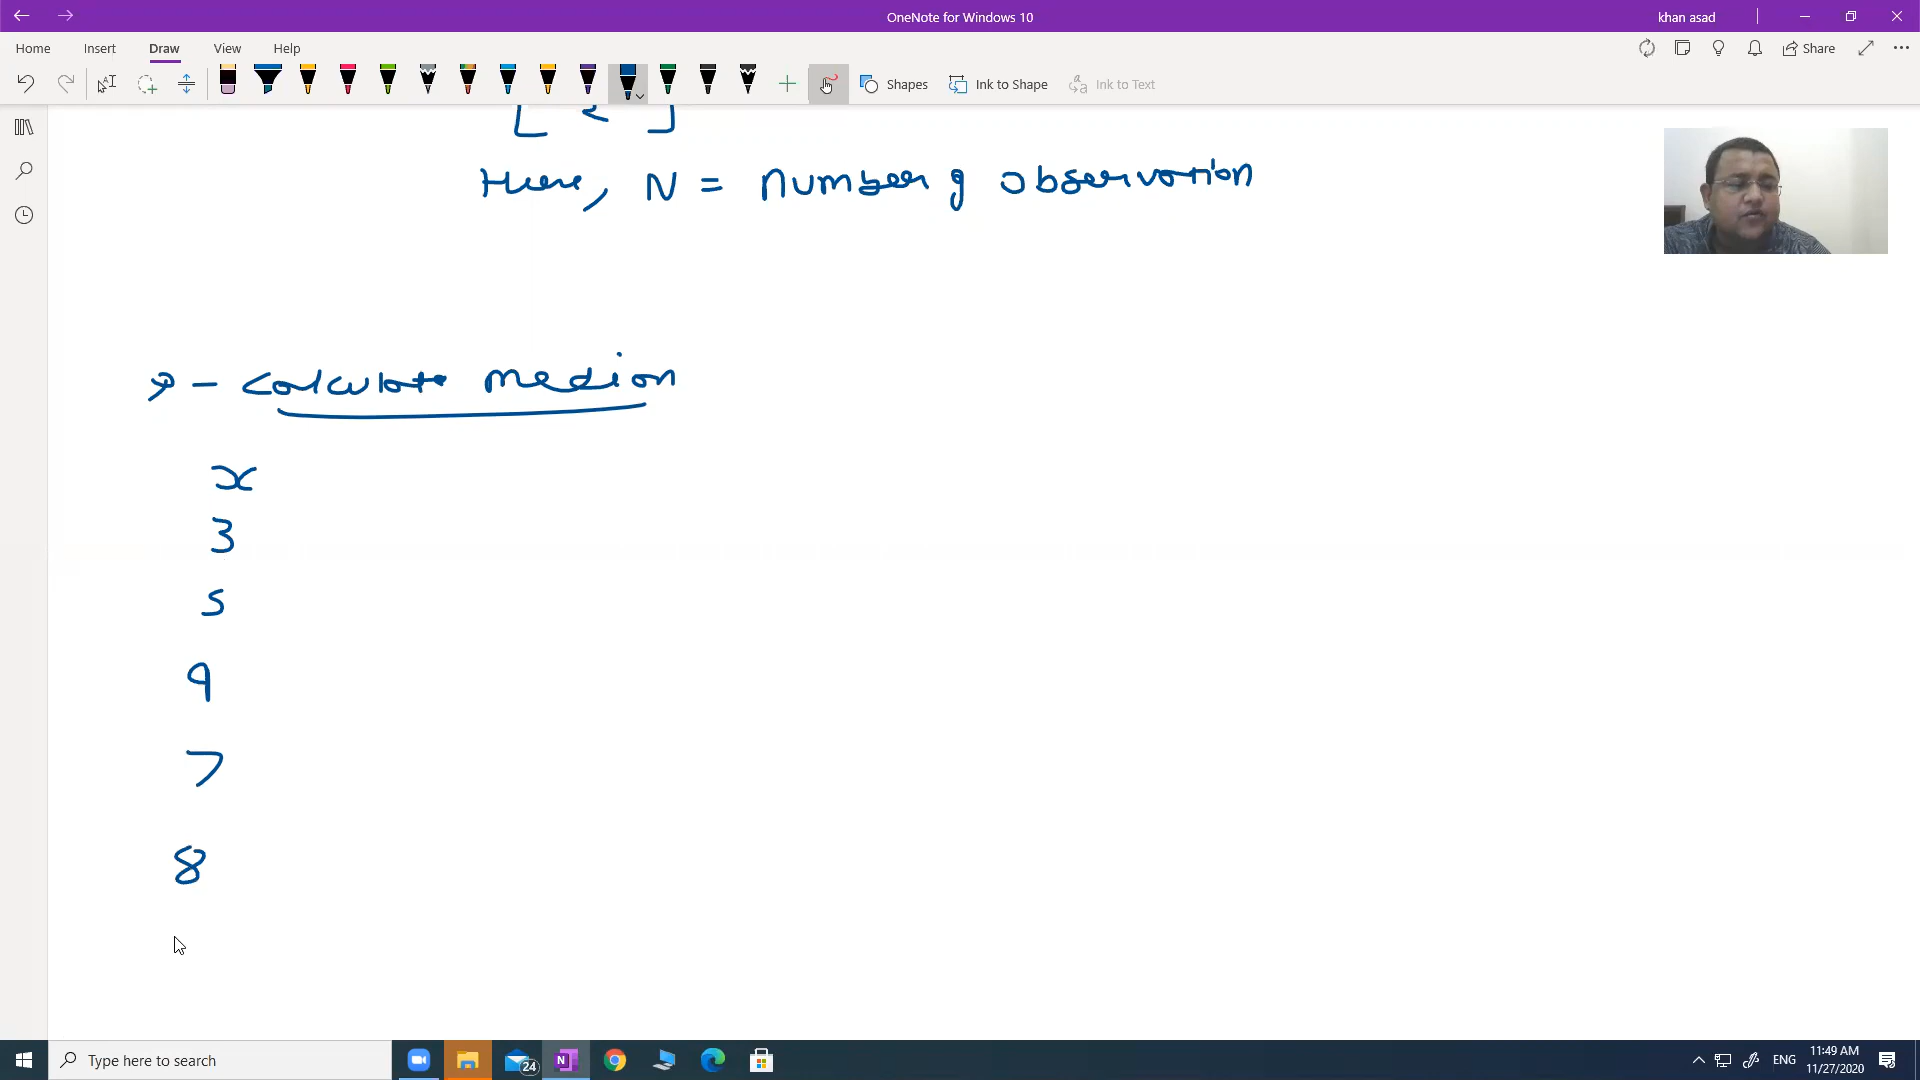 OneNote for Windows 10
khan asad
Home Insert Draw View Help
Share
Shapes Ink to Shape Ink to Text
[ 2 ]
Here, N = number of observation
- calculate median
x
3
5
9
7
8
Type here to search
24
N
ENG
11:49 AM
11/27/2020